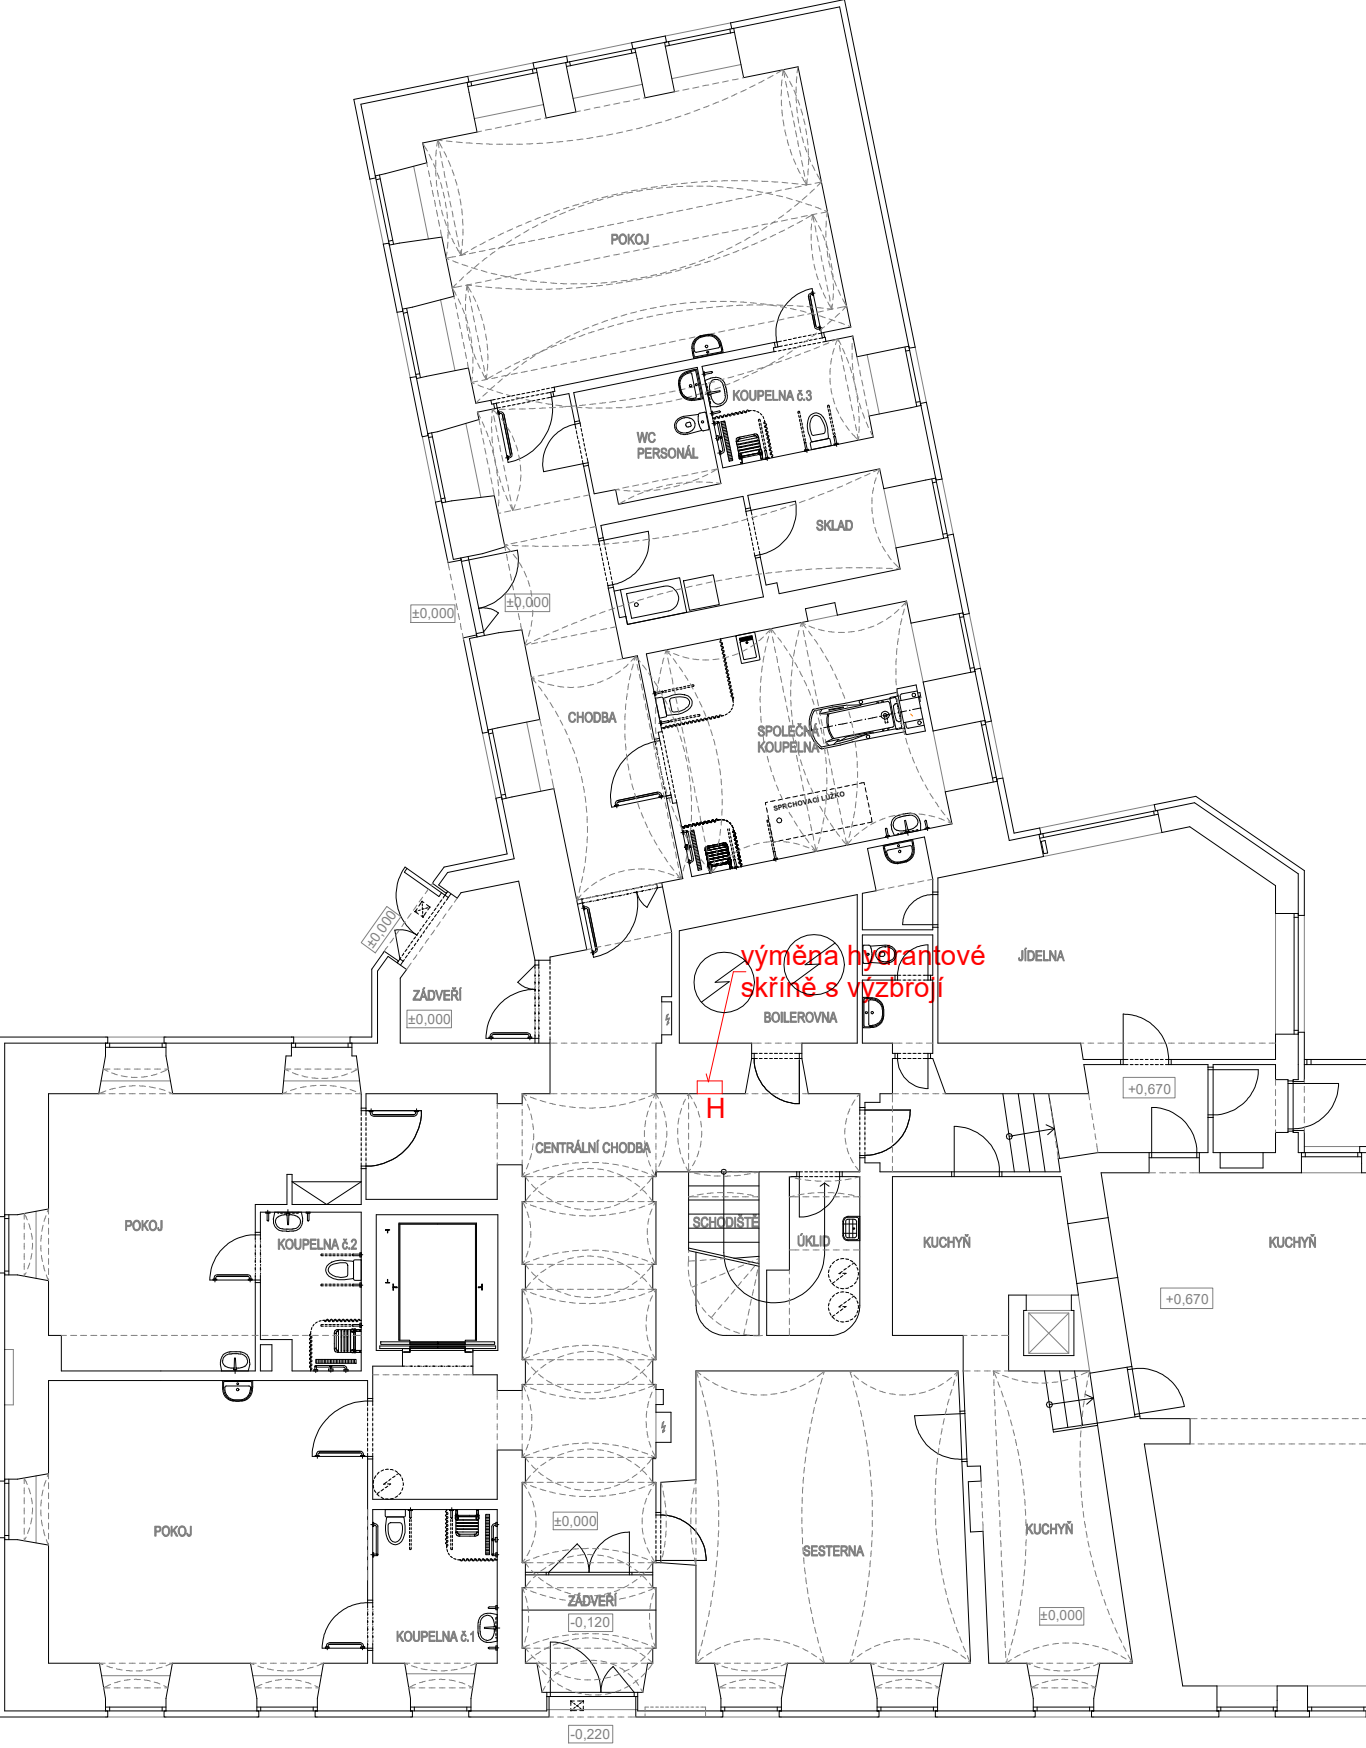 POKOJ
KOUPELNA č.3
WC
PERSONÁL
SKLAD
±0,000
±0,000
CHODBA
SPOLEČNÁ
KOUPELNA
SPRCHOVACÍ LŮŽKO
±0,000
výměna hydrantové
skříně s výzbrojí
JÍDELNA
ZÁDVEŘÍ
±0,000
BOILEROVNA
+0,670
H
CENTRÁLNÍ CHODBA
POKOJ
KOUPELNA č.2
SCHODIŠTĚ
ÚKLID
KUCHYŇ
KUCHYŇ
+0,670
±0,000
POKOJ
SESTERNA
KUCHYŇ
ZÁDVEŘÍ
-0,120
±0,000
KOUPELNA č.1
-0,220